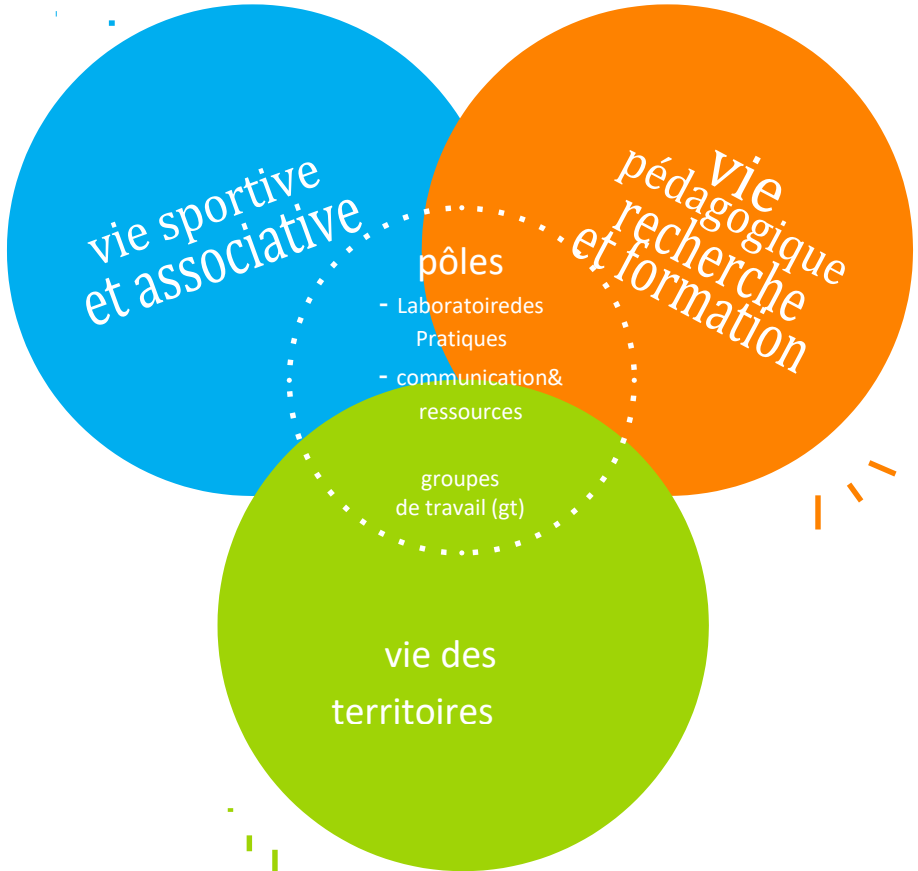 vie sportive
et associative
vie
pédagogique
recherche
et formation
pôles
- Laboratoiredes
Pratiques
- communication&
ressources
groupes
de travail (gt)
vie des
territoires